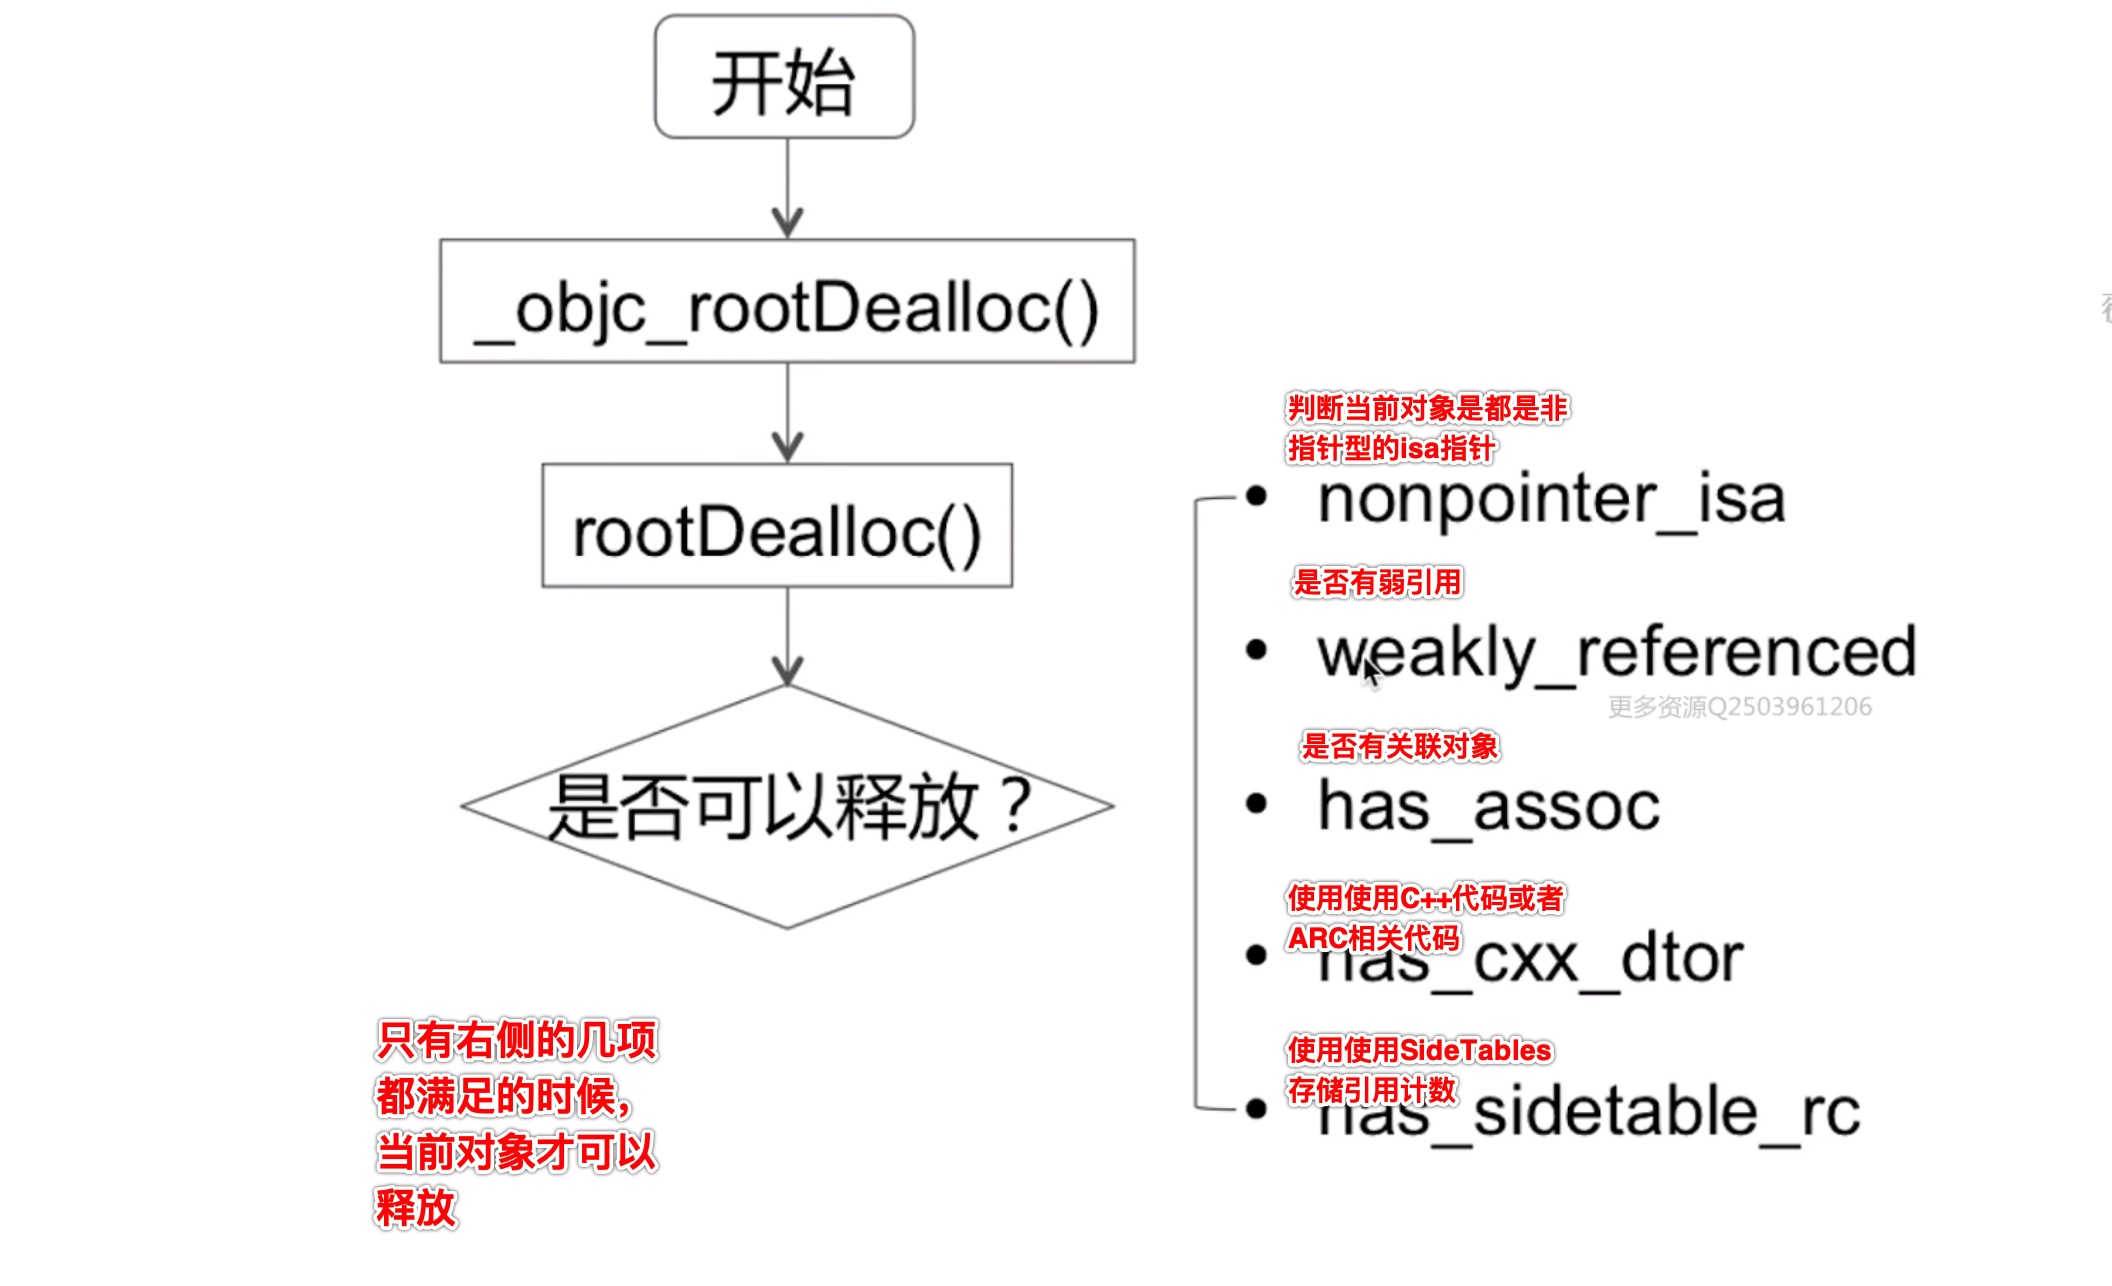 开始
_objc_rootDealloc()
rootDealloc()
是否可以释放？
判断当前对象是都是非
指针型的isa指针
• nonpointer_isa
是否有弱引用
• weakly_referenced
更多资源Q2503961206
是否有关联对象
• has_assoc
使用使用C++代码或者
ARC相关代码
• has_cxx_dtor
使用使用SideTables
存储引用计数
• has_sidetable_rc
只有右侧的几项
都满足的时候，
当前对象才可以
释放